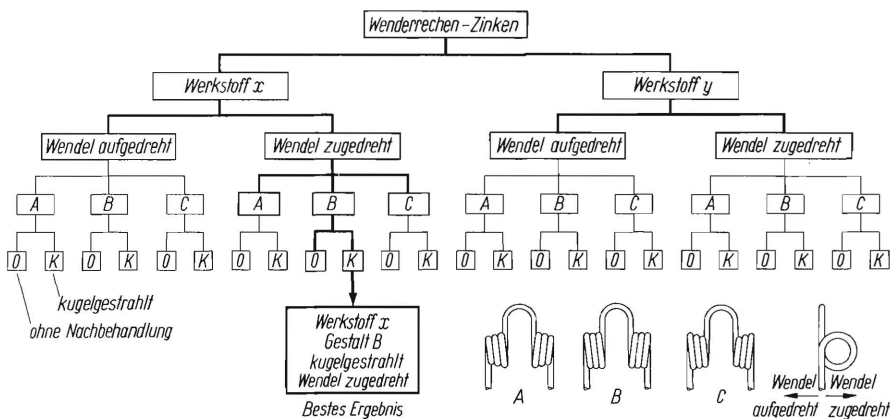 Wenderrechen-Zinken
Werkstoff x
Werkstoff y
Wendel aufgedreht
Wendel zugedreht
Wendel aufgedreht
Wendel zugedreht
A B C A B C A B C A B C
O K O K O K O K O K O K O K O K O K O K O K O K
kugelgestrahlt
ohne Nachbehandlung
Werkstoff x
Gestalt B
kugelgestrahlt
Wendel zugedreht
Bestes Ergebnis
A B C
Wendel aufgedreht
Wendel zugedreht